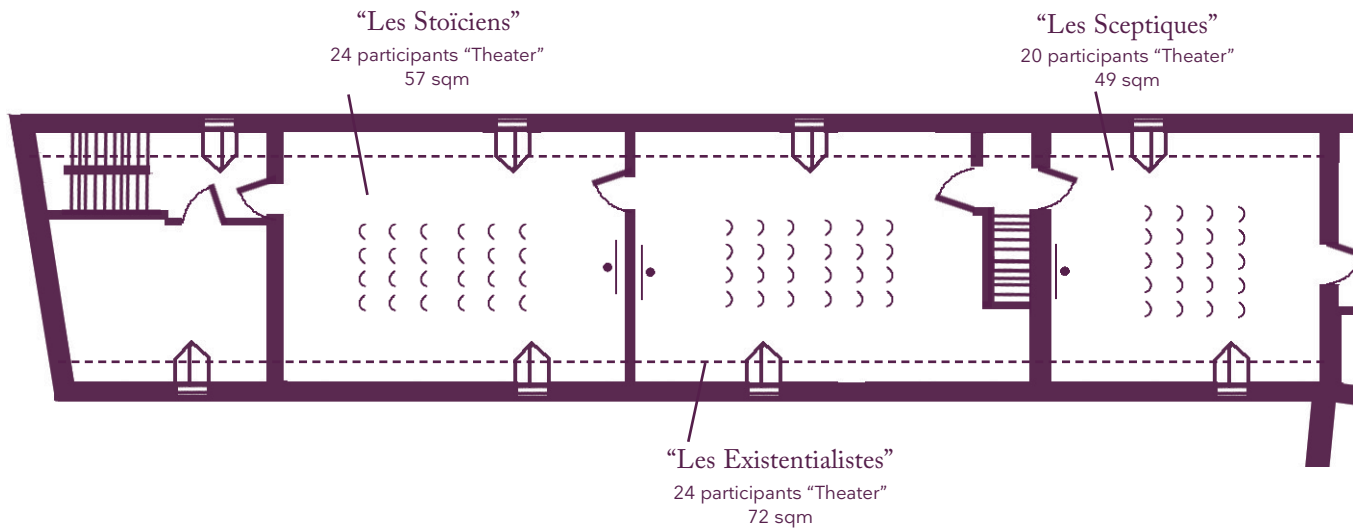 “Les Stoïciens”
24 participants “Theater”
57 sqm
“Les Sceptiques”
20 participants “Theater”
49 sqm
“Les Existentialistes”
24 participants “Theater”
72 sqm